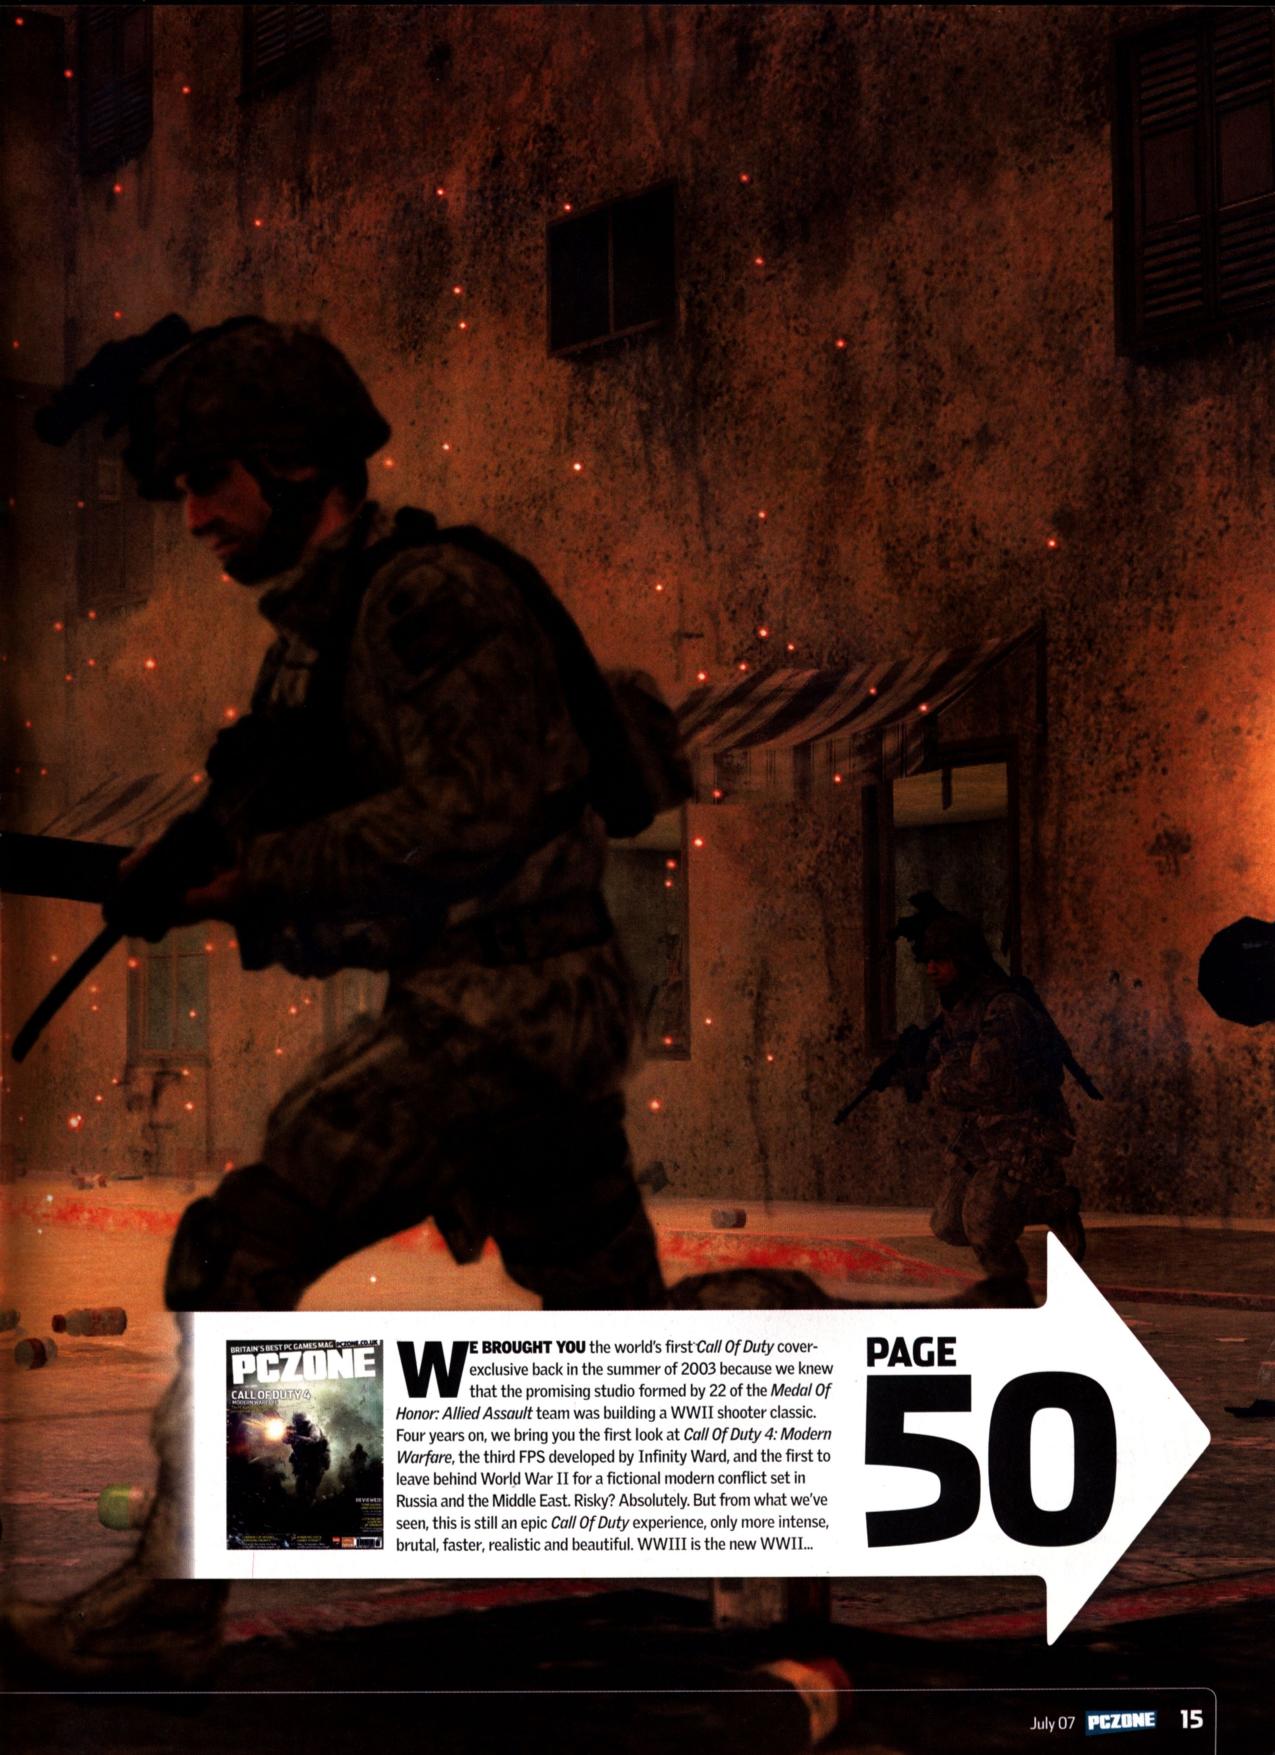 BRITAIN'S BEST PC GAMES MAG PCZONE.CO.UK
PCZONE
CALL OF DUTY 4
MODERN WARFARE
REVIEWED!
WE BROUGHT YOU the world's first Call Of Duty cover-
exclusive back in the summer of 2003 because we knew
that the promising studio formed by 22 of the Medal Of
Honor: Allied Assault team was building a WWII shooter classic.
Four years on, we bring you the first look at Call Of Duty 4: Modern
Warfare, the third FPS developed by Infinity Ward, and the first to
leave behind World War II for a fictional modern conflict set in
Russia and the Middle East. Risky? Absolutely. But from what we've
seen, this is still an epic Call Of Duty experience, only more intense,
brutal, faster, realistic and beautiful. WWIII is the new WWII...
PAGE
50
July 07 PCZONE 15